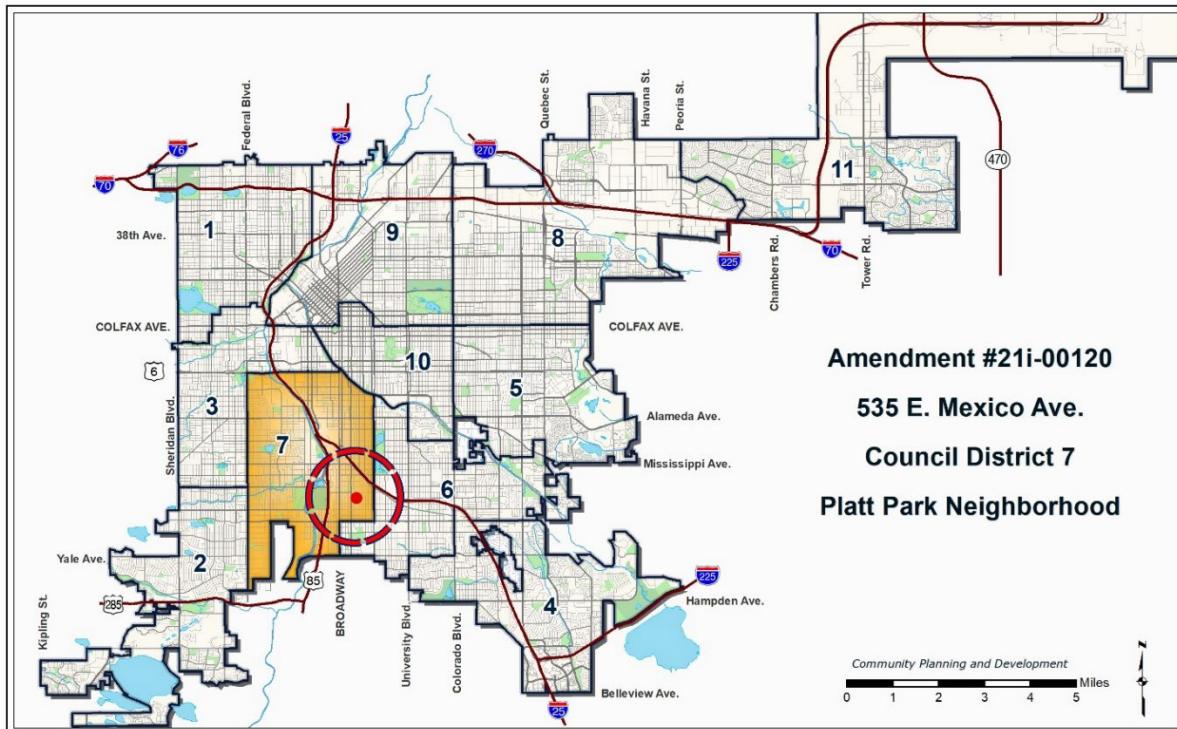 Federal Blvd.
Quebec St.
Havana St.
Peoria St.
25
76
270
70
470
11
1
9
8
38th Ave.
225
Chambers Rd.
70
Tower Rd.
COLFAX AVE.
COLFAX AVE.
10
6
5
3
Sheridan Blvd.
Alameda Ave.
7
Mississippi Ave.
6
Amendment #21i-00120
535 E. Mexico Ave.
Council District 7
Platt Park Neighborhood
Yale Ave.
2
85
BROADWAY
225
285
Hampden Ave.
4
Kipling St.
University Blvd.
Colorado Blvd.
Belleview Ave.
25
Community Planning and Development
Miles
0 1 2 3 4 5